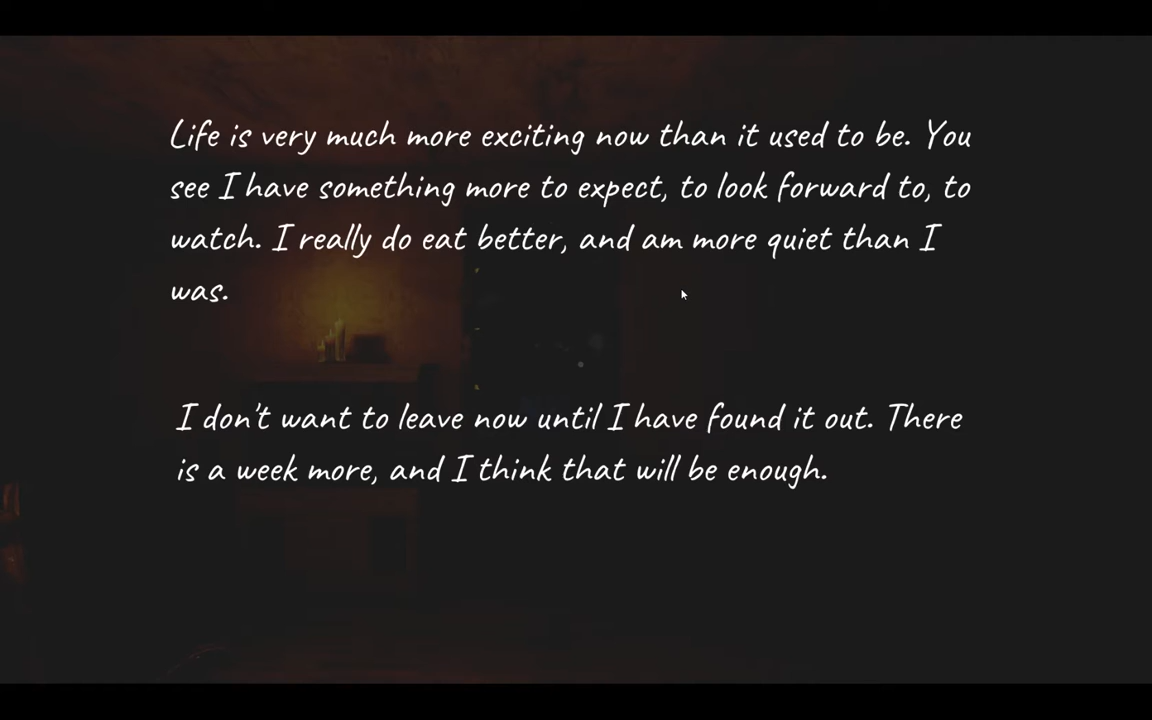 Life is very much more exciting now than it used to be. You
see I have something more to expect, to look forward to, to
watch. I really do eat better, and am more quiet than I
was.
I don't want to leave now until I have found it out. There
is a week more, and I think that will be enough.